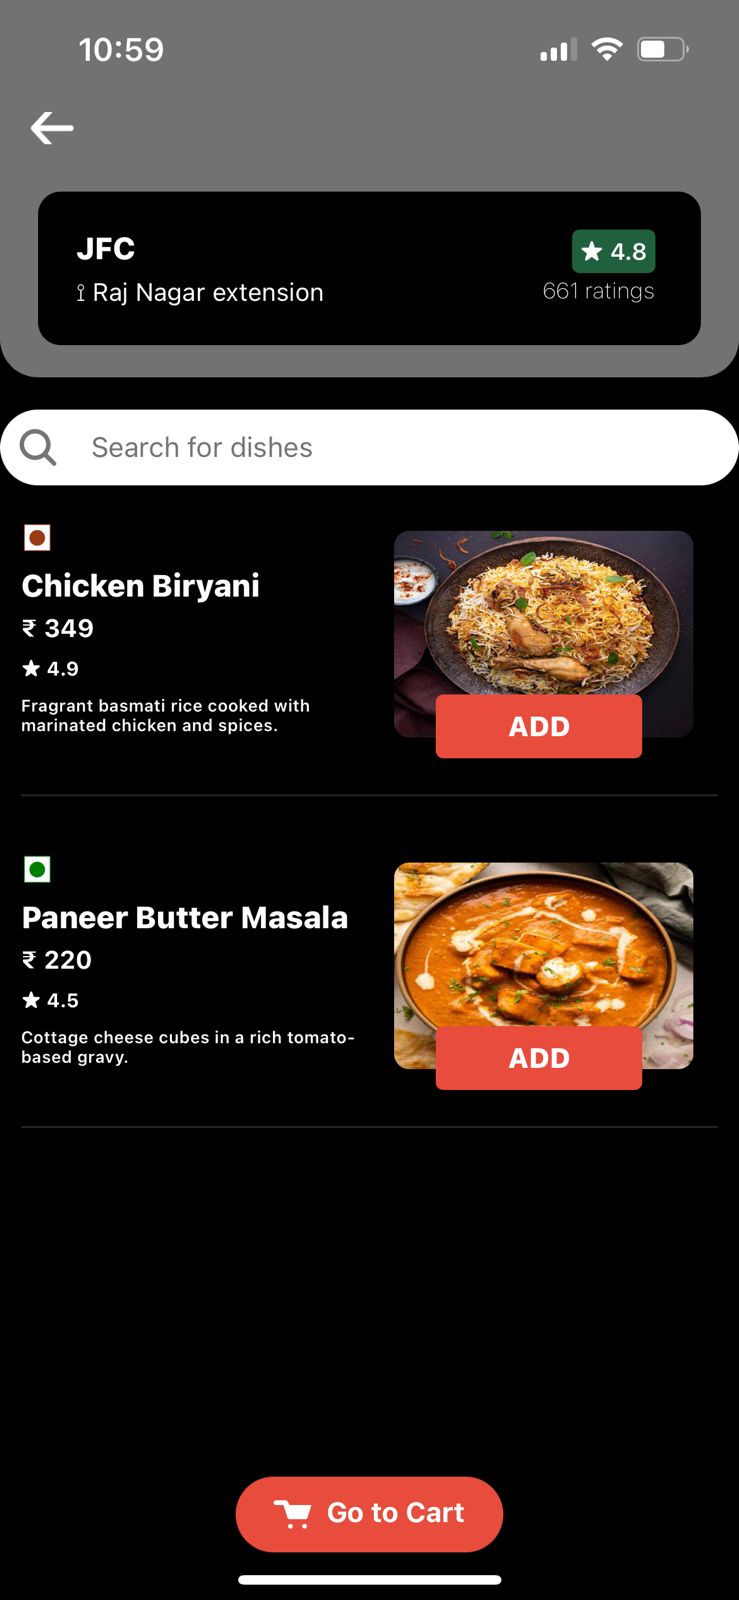 10:59
JFC
4.8
Raj Nagar extension
661 ratings
Search for dishes
Chicken Biryani
₹ 349
★ 4.9
Fragrant basmati rice cooked with
marinated chicken and spices.
ADD
Paneer Butter Masala
₹ 220
★ 4.5
Cottage cheese cubes in a rich tomato-
based gravy.
ADD
Go to Cart